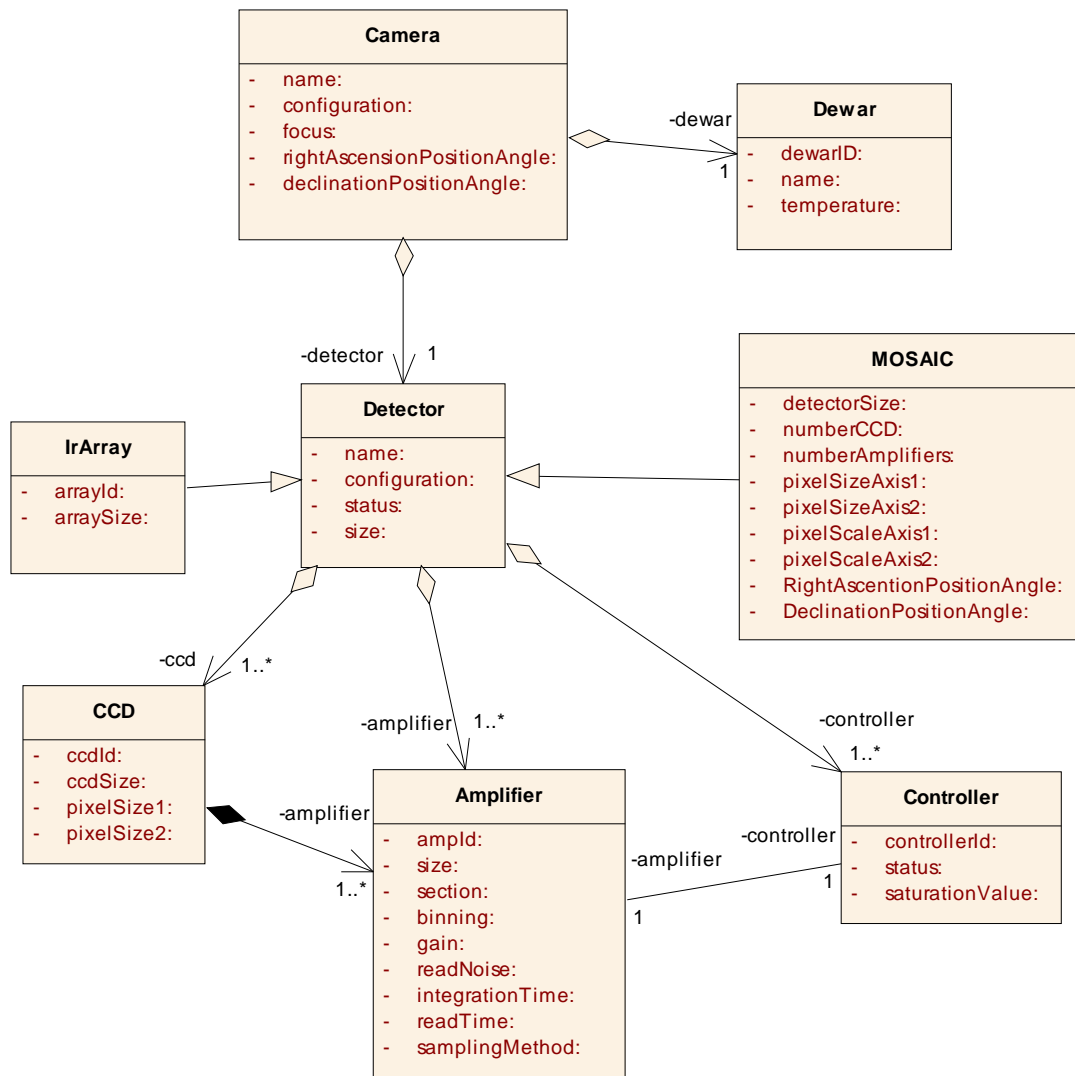 Camera
- name:
- configuration:
- focus:
- rightAscensionPositionAngle:
- declinationPositionAngle:
-dewar
1
Dewar
- dewarID:
- name:
- temperature:
-detector
1
Detector
- name:
- configuration:
- status:
- size:
IrArray
- arrayId:
- arraySize:
MOSAIC
- detectorSize:
- numberCCD:
- numberAmplifiers:
- pixelSizeAxis1:
- pixelSizeAxis2:
- pixelScaleAxis1:
- pixelScaleAxis2:
- RightAscentionPositionAngle:
- DeclinationPositionAngle:
-ccd
1..*
CCD
- ccdId:
- ccdSize:
- pixelSize1:
- pixelSize2:
-amplifier
1..*
-amplifier
1..*
Amplifier
- ampId:
- size:
- section:
- binning:
- gain:
- readNoise:
- integrationTime:
- readTime:
- samplingMethod:
-controller
1..*
-controller
1
-amplifier
1
Controller
- controllerId:
- status:
- saturationValue: